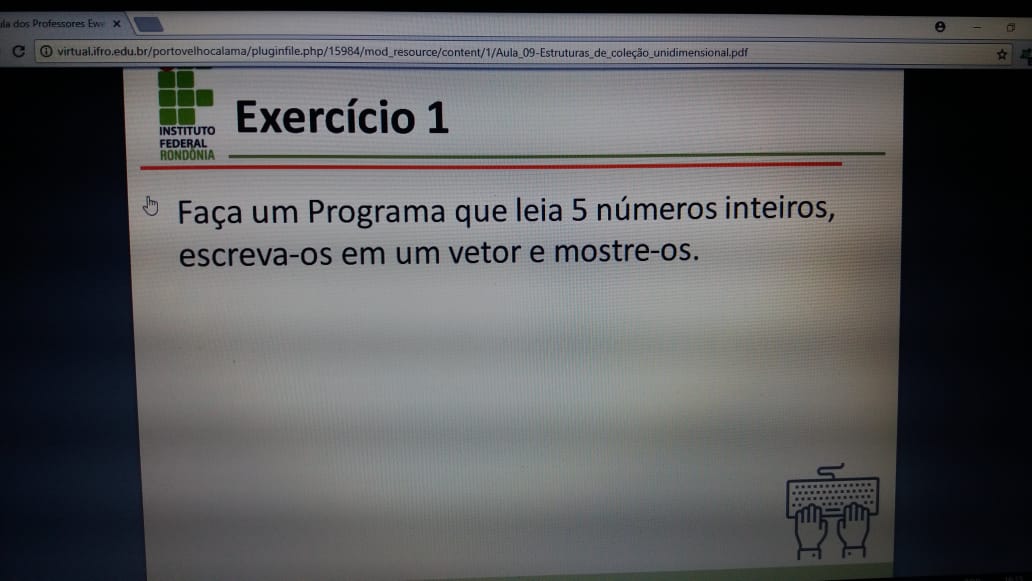 ula dos Professores Ewe
virtual.ifro.edu.br/portovelhocalama/pluginfile.php/15984/mod_resource/content/1/Aula_09-Estruturas_de_coleção_unidimensional.pdf
INSTITUTO
FEDERAL
RONDÔNIA
Exercício 1
Faça um Programa que leia 5 números inteiros,
escreva-os em um vetor e mostre-os.